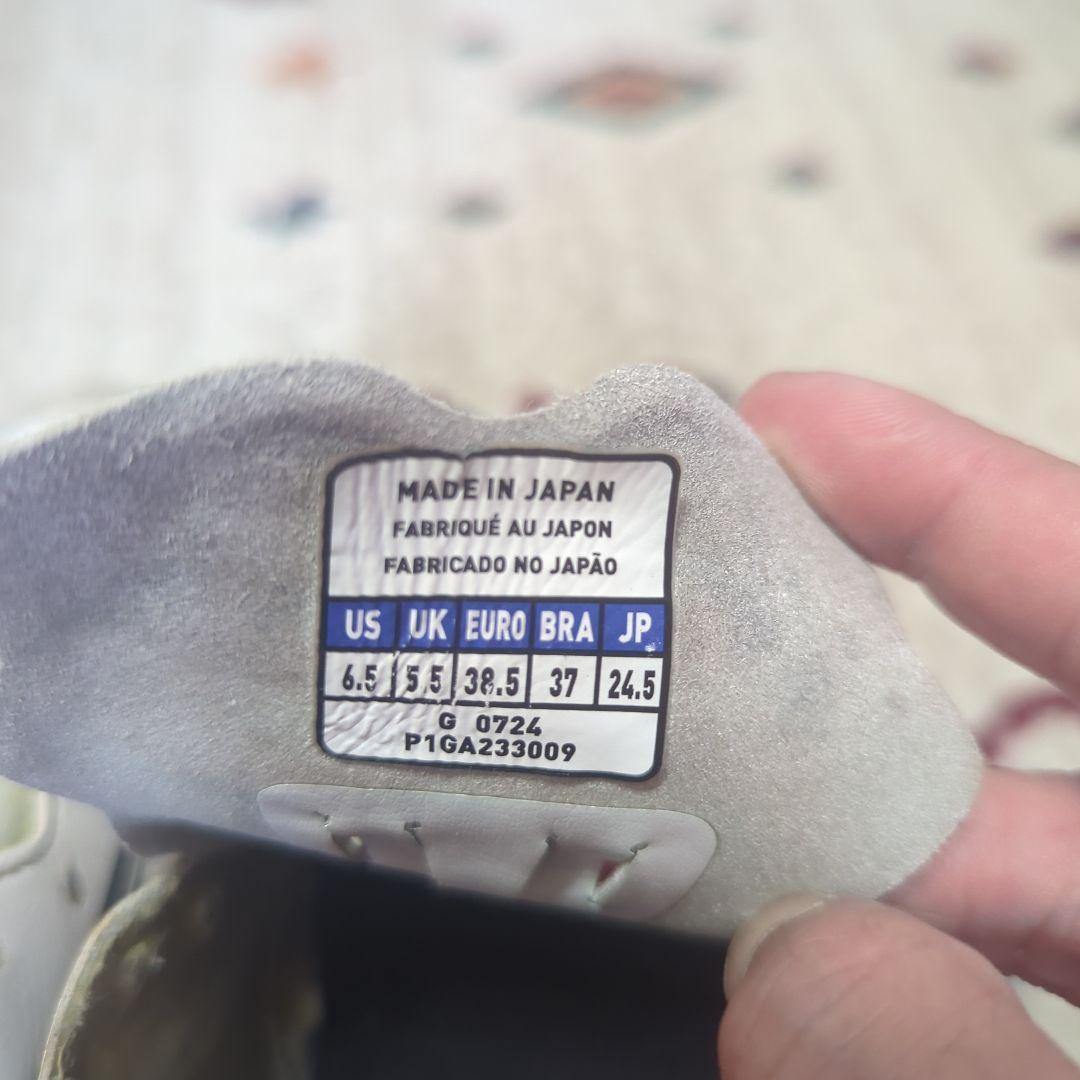 MADE IN JAPAN
FABRIQUÉ AU JAPON
FABRICADO NO JAPÃO
US UK EURO BRA JP
6.5 5.5 38.5 37 24.5
G 0724
P1GA233009